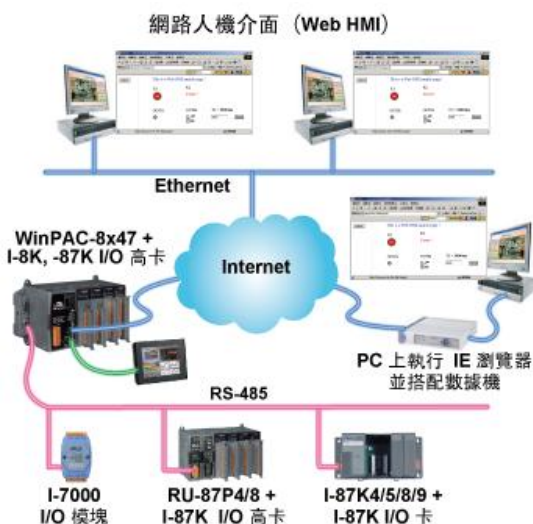 網路人機介面 (Web HMI)
Ethernet
WinPAC-8x47 +
I-8K, -87K I/O 高卡
Internet
PC 上執行 IE 瀏覽器
並搭配數據機
RS-485
I-7000
I/O 模塊
RU-87P4/8 +
I-87K I/O 高卡
I-87K4/5/8/9 +
I-87K I/O 卡